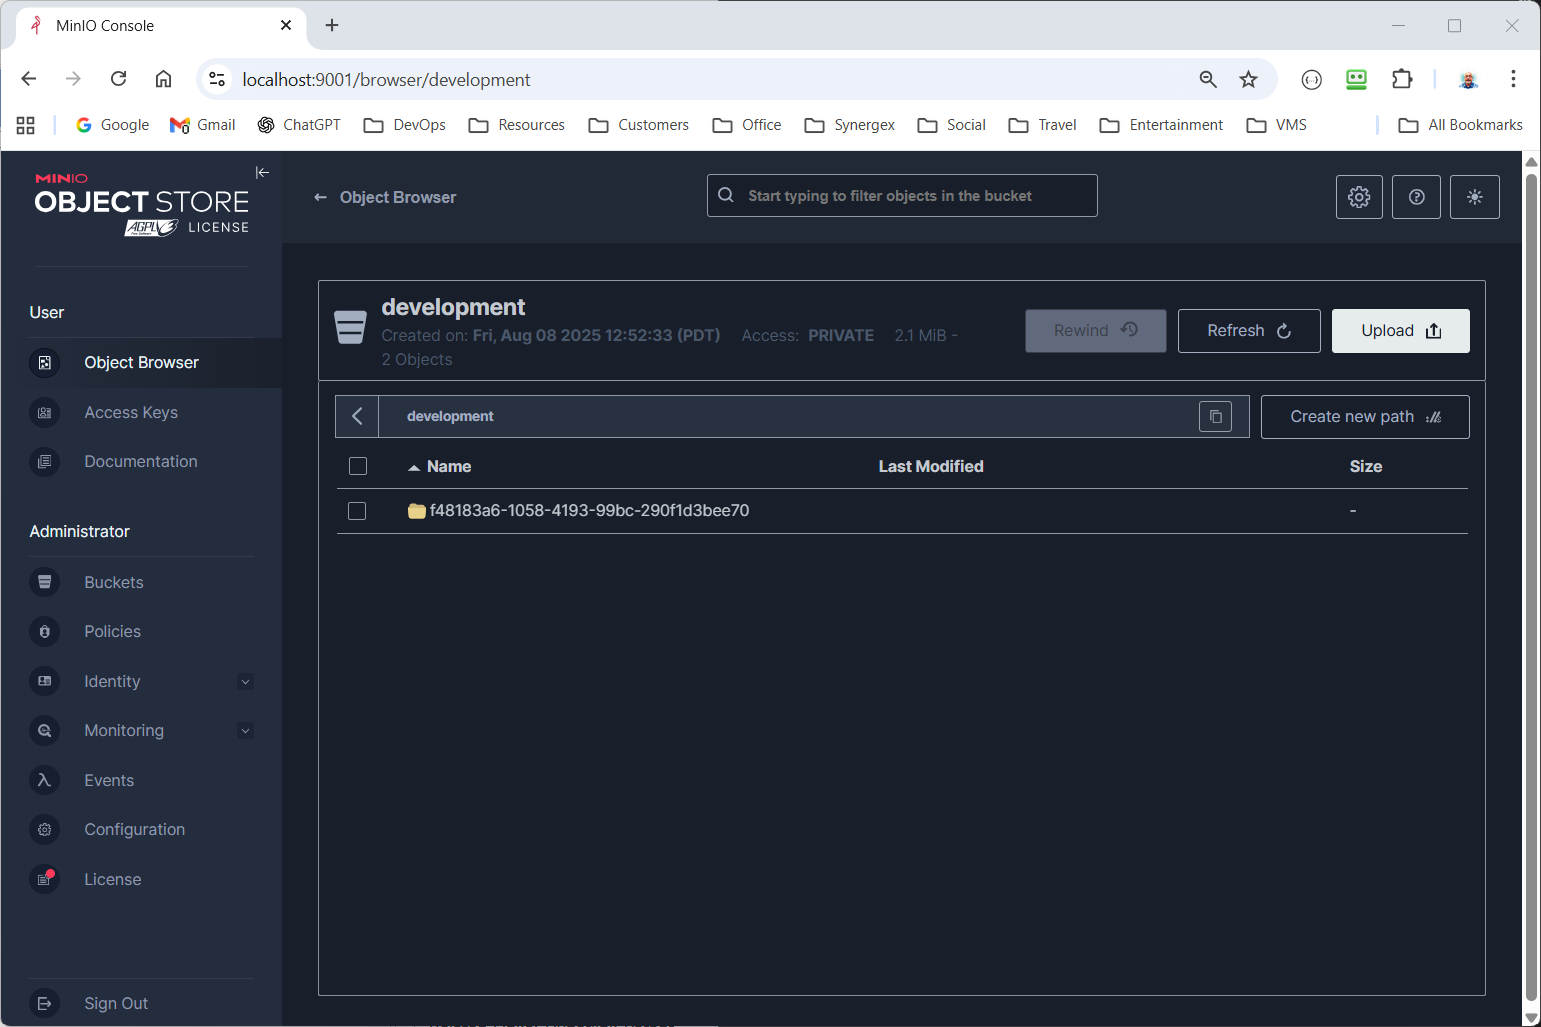 MinIO Console
localhost:9001/browser/development
Google Gmail ChatGPT DevOps Resources Customers Office Synergex Social Travel Entertainment VMS All Bookmarks
MINIO
OBJECT STORE
AGPL v3 LICENSE
Object Browser
Start typing to filter objects in the bucket
User
Object Browser
Access Keys
Documentation
Administrator
Buckets
Policies
Identity
Monitoring
Events
Configuration
License
Sign Out
development
Created on: Fri, Aug 08 2025 12:52:33 (PDT) Access: PRIVATE 2.1 MiB -
2 Objects
Rewind
Refresh
Upload
development
Create new path
Name Last Modified Size
f48183a6-1058-4193-99bc-290f1d3bee70 -